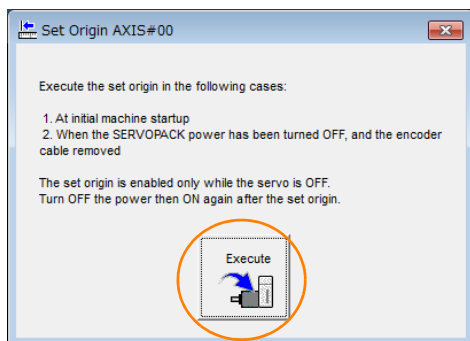 Set Origin AXIS#00
Execute the set origin in the following cases:
1. At initial machine startup
2. When the SERVOPACK power has been turned OFF, and the encoder
cable removed
The set origin is enabled only while the servo is OFF.
Turn OFF the power then ON again after the set origin.
Execute